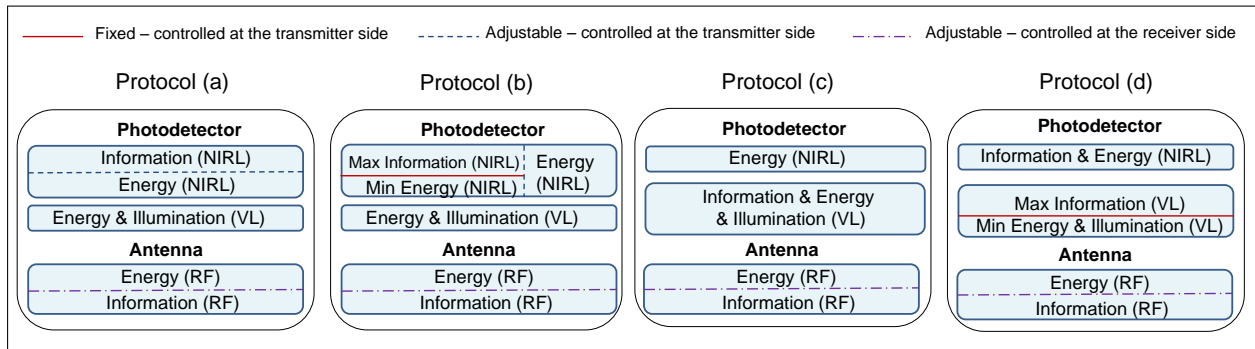 Fixed – controlled at the transmitter side
Adjustable – controlled at the transmitter side
Adjustable – controlled at the receiver side
Protocol (a)
Photodetector
Information (NIRL)
Energy (NIRL)
Energy & Illumination (VL)
Antenna
Energy (RF)
Information (RF)
Protocol (b)
Photodetector
Max Information (NIRL)
Min Energy (NIRL)
Energy
(NIRL)
Energy & Illumination (VL)
Antenna
Energy (RF)
Information (RF)
Protocol (c)
Photodetector
Energy (NIRL)
Information & Energy
& Illumination (VL)
Antenna
Energy (RF)
Information (RF)
Protocol (d)
Photodetector
Information & Energy (NIRL)
Max Information (VL)
Min Energy & Illumination (VL)
Antenna
Energy (RF)
Information (RF)